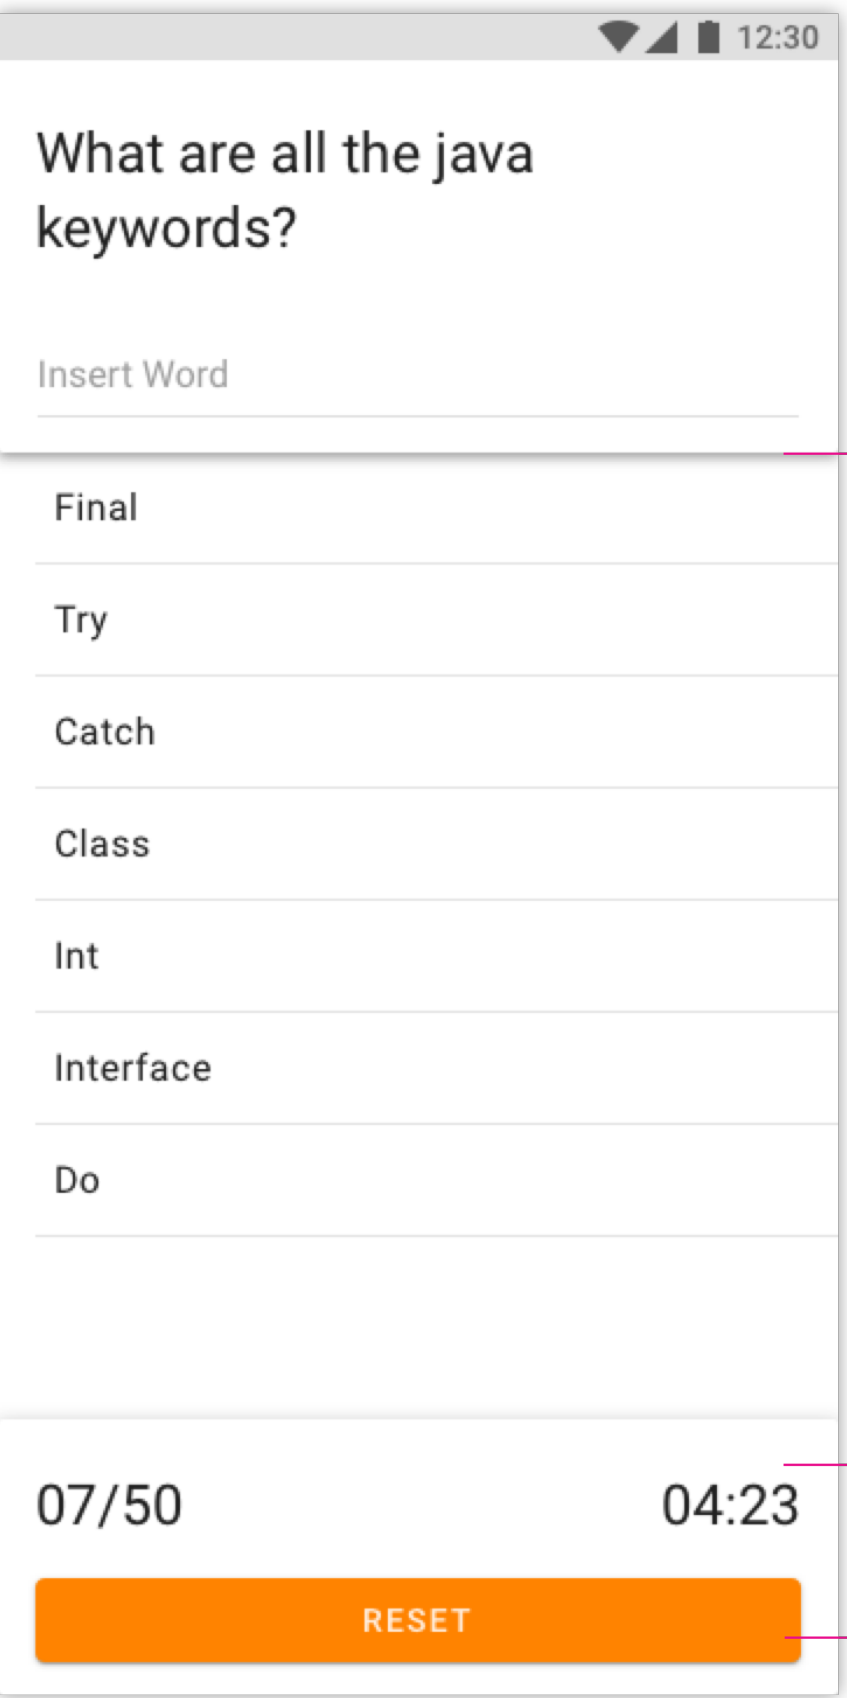 12:30
What are all the java
keywords?
Insert Word
Final
Try
Catch
Class
Int
Interface
Do
07/50 04:23
RESET